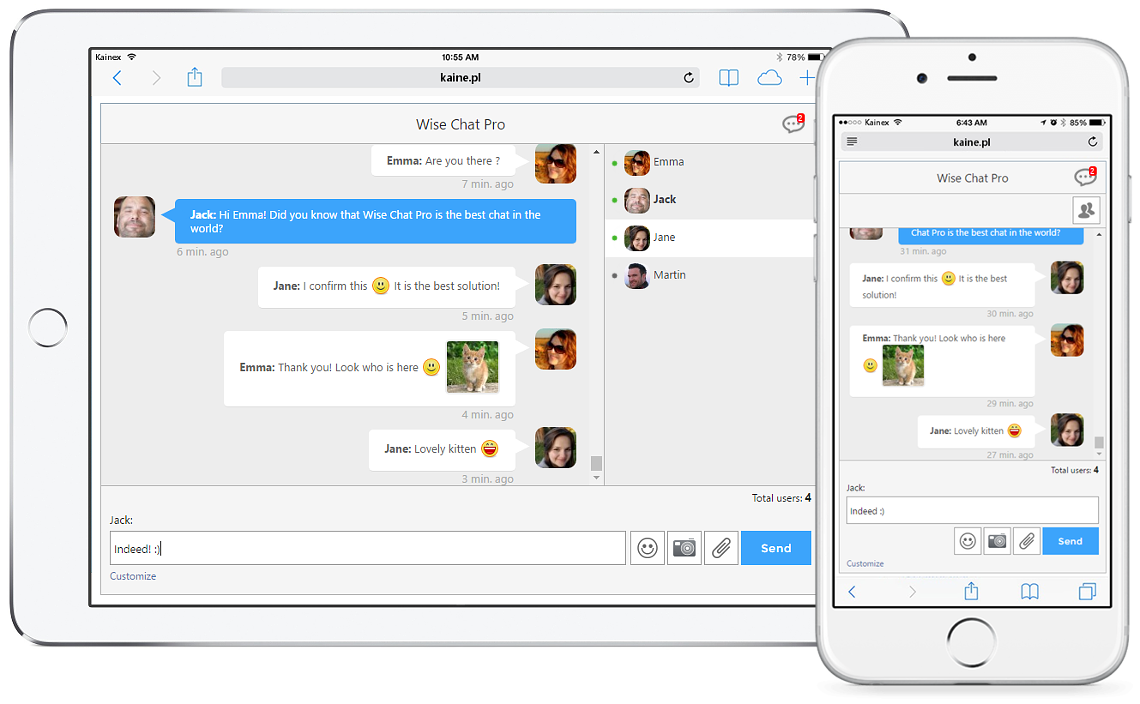 Kainex
10:55 AM
78%
kaine.pl
Wise Chat Pro
2
Emma: Are you there ?
7 min. ago
Jack: Hi Emma! Did you know that Wise Chat Pro is the best chat in the
world?
6 min. ago
Jane: I confirm this It is the best solution!
5 min. ago
Emma: Thank you! Look who is here
4 min. ago
Jane: Lovely kitten
3 min. ago
Emma
Jack
Jane
Martin
Total users: 4
Jack:
Indeed! :)
Send
Customize
Kainex
6:43 AM
85%
kaine.pl
Wise Chat Pro
2
Chat Pro is the best chat in the world?
31 min. ago
Jane: I confirm this It is the best
solution!
30 min. ago
Emma: Thank you! Look who is here
29 min. ago
Jane: Lovely kitten
27 min. ago
Total users: 4
Jack:
Indeed :)
Send
Customize